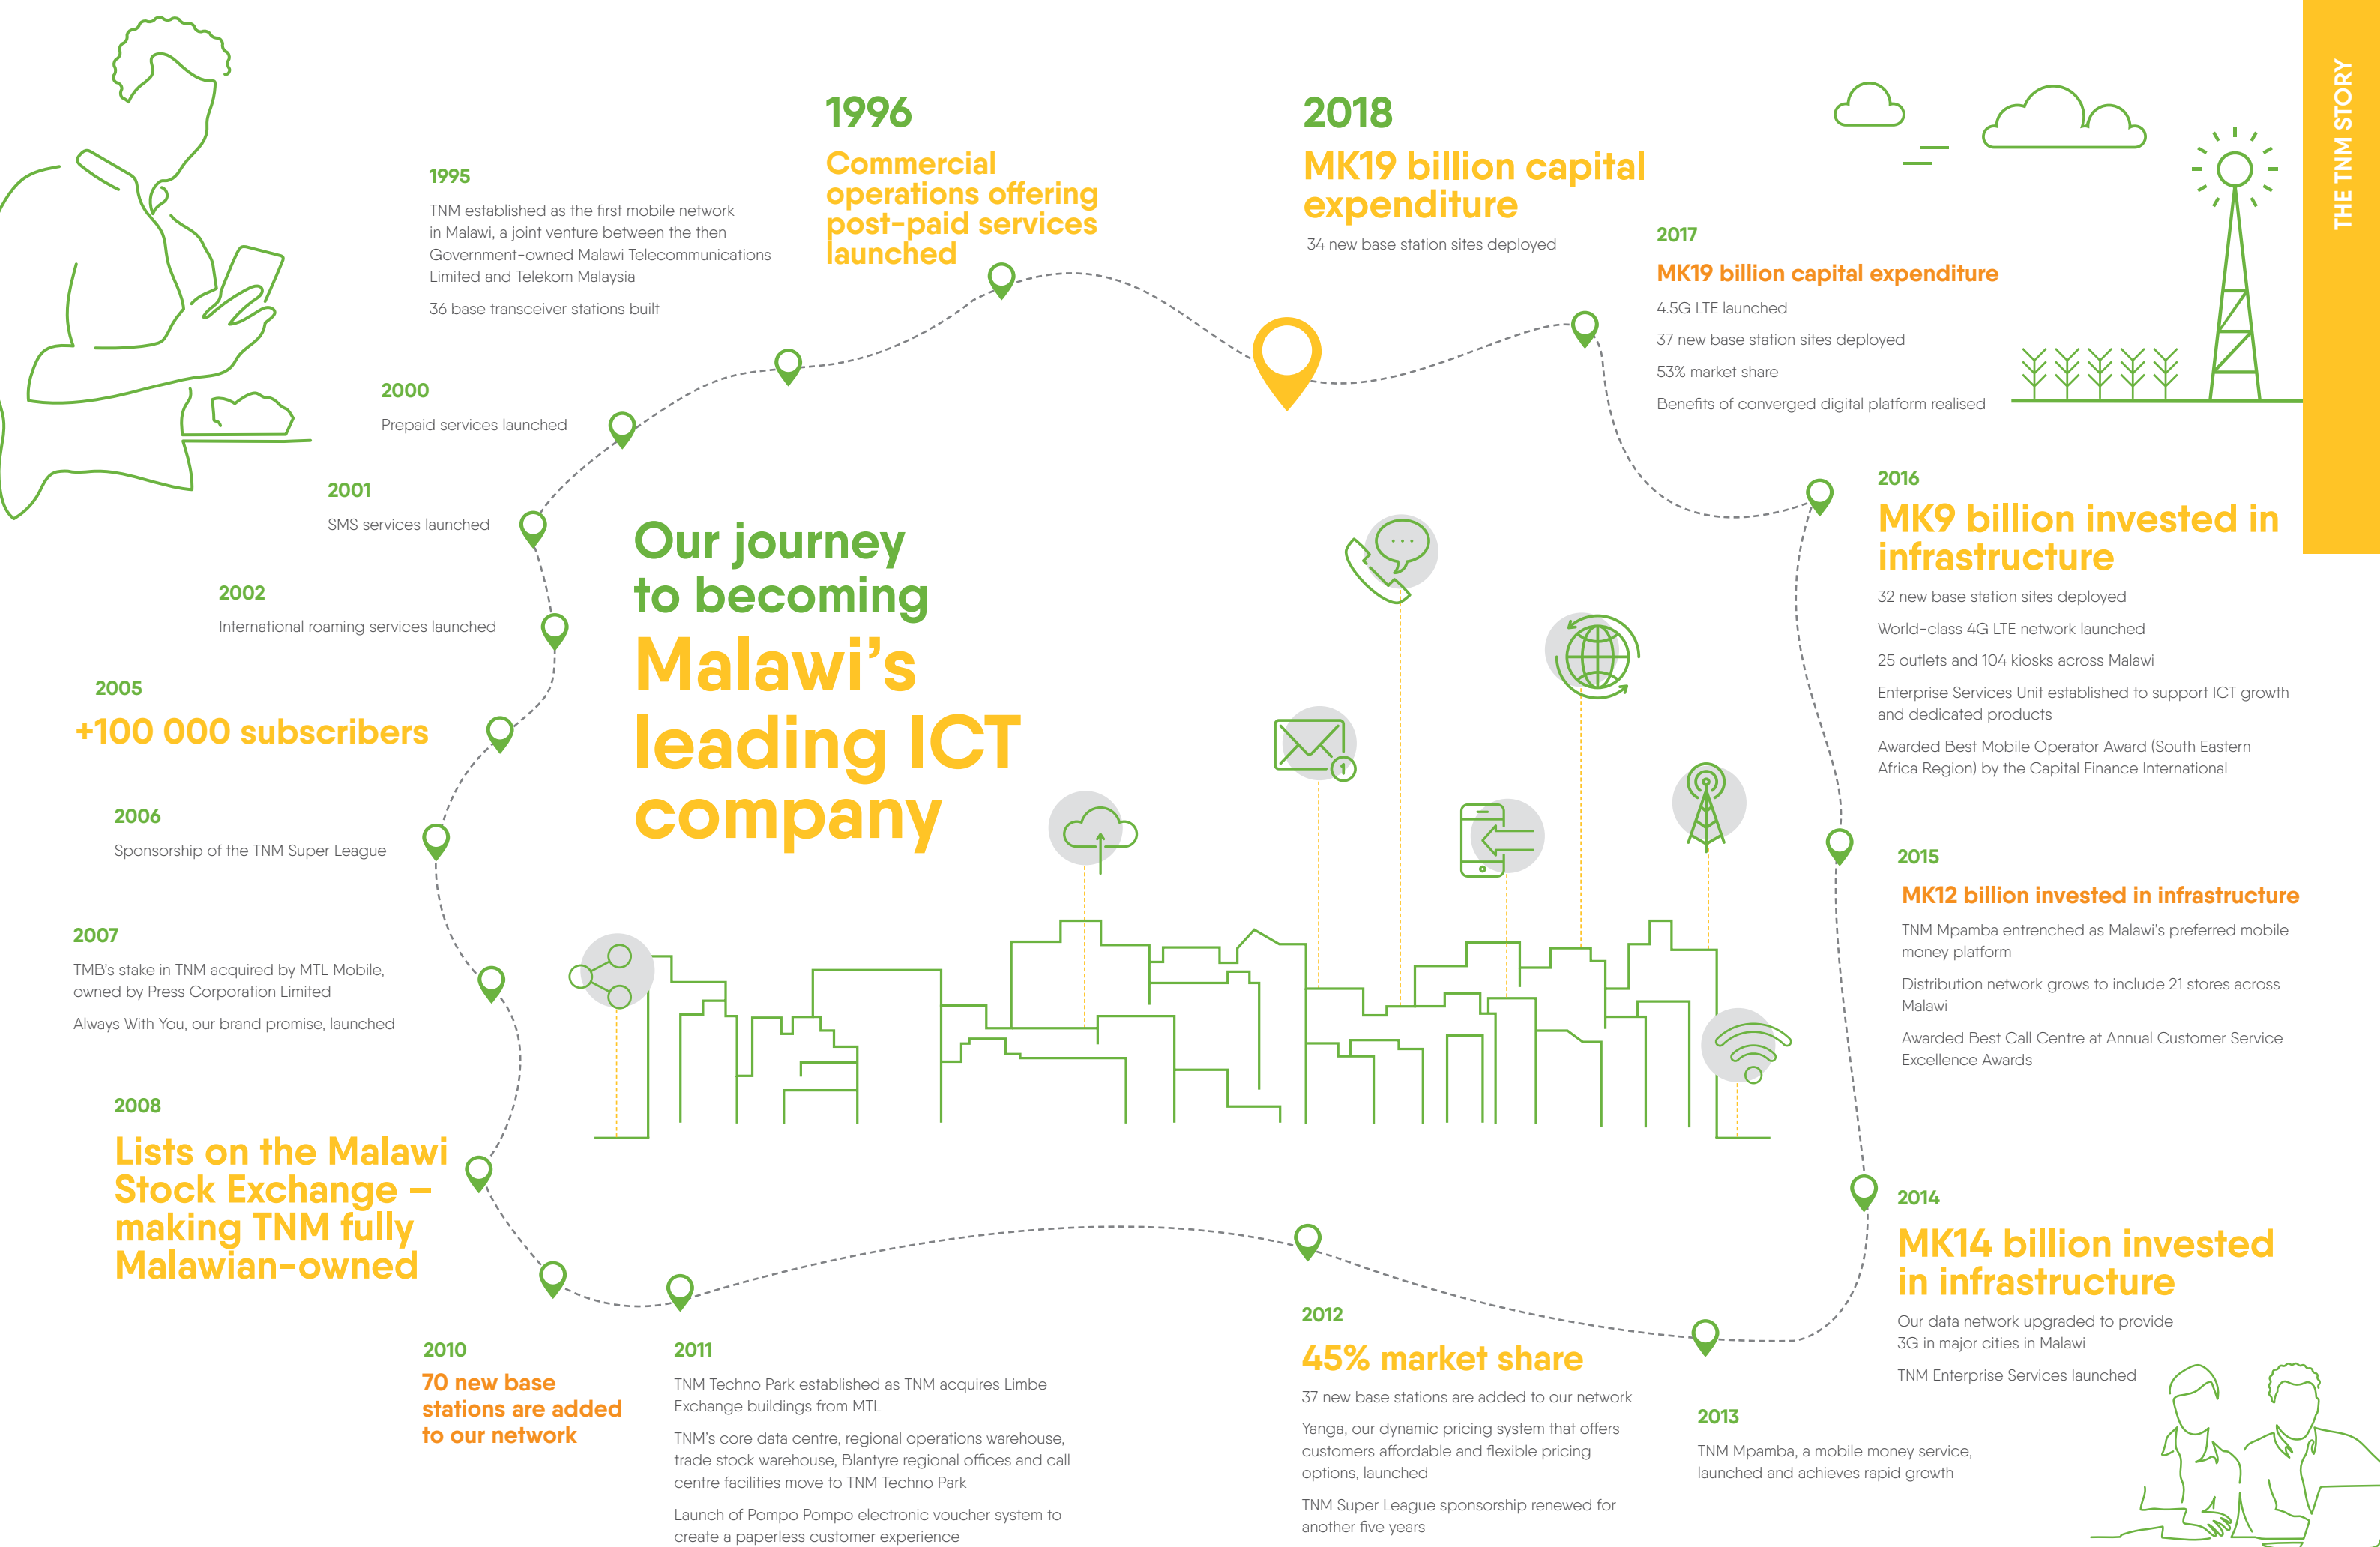 THE TNM STORY
Our journey
to becoming
Malawi’s
leading ICT
company
1995
TNM established as the first mobile network
in Malawi, a joint venture between the then
Government-owned Malawi Telecommunications
Limited and Telekom Malaysia
36 base transceiver stations built
1996
Commercial
operations offering
post-paid services
launched
2000
Prepaid services launched
2001
SMS services launched
2002
International roaming services launched
2005
+100 000 subscribers
2006
Sponsorship of the TNM Super League
2007
TMB’s stake in TNM acquired by MTL Mobile,
owned by Press Corporation Limited
Always With You, our brand promise, launched
2008
Lists on the Malawi
Stock Exchange –
making TNM fully
Malawian-owned
2010
70 new base
stations are added
to our network
2011
TNM Techno Park established as TNM acquires Limbe
Exchange buildings from MTL
TNM’s core data centre, regional operations warehouse,
trade stock warehouse, Blantyre regional offices and call
centre facilities move to TNM Techno Park
Launch of Pompo Pompo electronic voucher system to
create a paperless customer experience
2012
45% market share
37 new base stations are added to our network
Yanga, our dynamic pricing system that offers
customers affordable and flexible pricing
options, launched
TNM Super League sponsorship renewed for
another five years
2013
TNM Mpamba, a mobile money service,
launched and achieves rapid growth
2014
MK14 billion invested
in infrastructure
Our data network upgraded to provide
3G in major cities in Malawi
TNM Enterprise Services launched
2015
MK12 billion invested in infrastructure
TNM Mpamba entrenched as Malawi’s preferred mobile
money platform
Distribution network grows to include 21 stores across
Malawi
Awarded Best Call Centre at Annual Customer Service
Excellence Awards
2016
MK9 billion invested in
infrastructure
32 new base station sites deployed
World-class 4G LTE network launched
25 outlets and 104 kiosks across Malawi
Enterprise Services Unit established to support ICT growth
and dedicated products
Awarded Best Mobile Operator Award (South Eastern
Africa Region) by the Capital Finance International
2017
MK19 billion capital expenditure
4.5G LTE launched
37 new base station sites deployed
53% market share
Benefits of converged digital platform realised
2018
MK19 billion capital
expenditure
34 new base station sites deployed
1